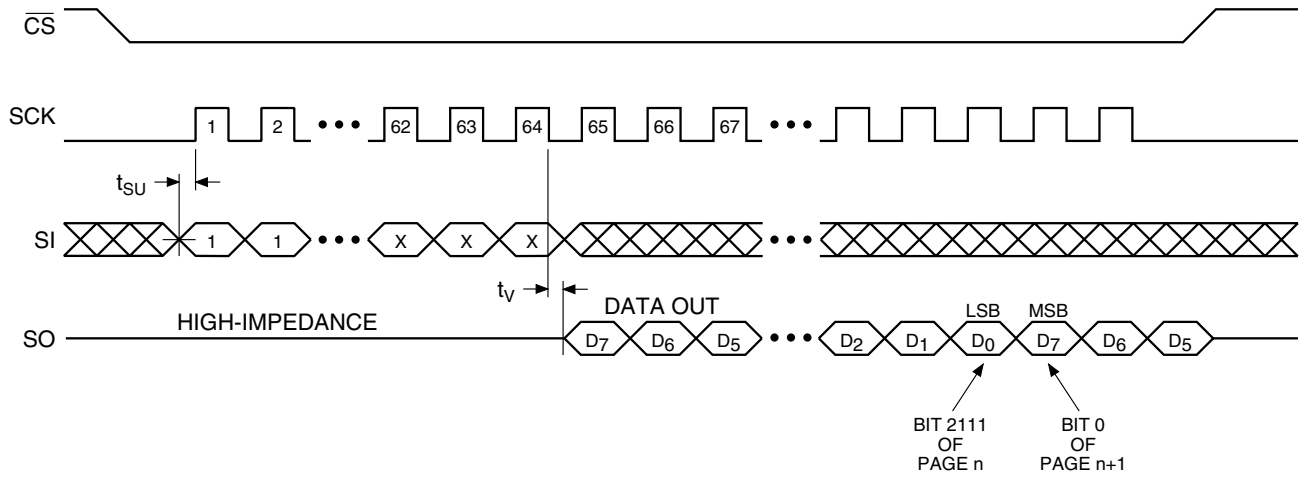 C̅S̅
SCK
1 2 ••• 62 63 64 65 66 67 •••
tSU
SI
1 1 ••• X X X •••
tV
DATA OUT
HIGH-IMPEDANCE
LSB MSB
SO
D7 D6 D5 ••• D2 D1 D0 D7 D6 D5
BIT 2111
OF
PAGE n
BIT 0
OF
PAGE n+1